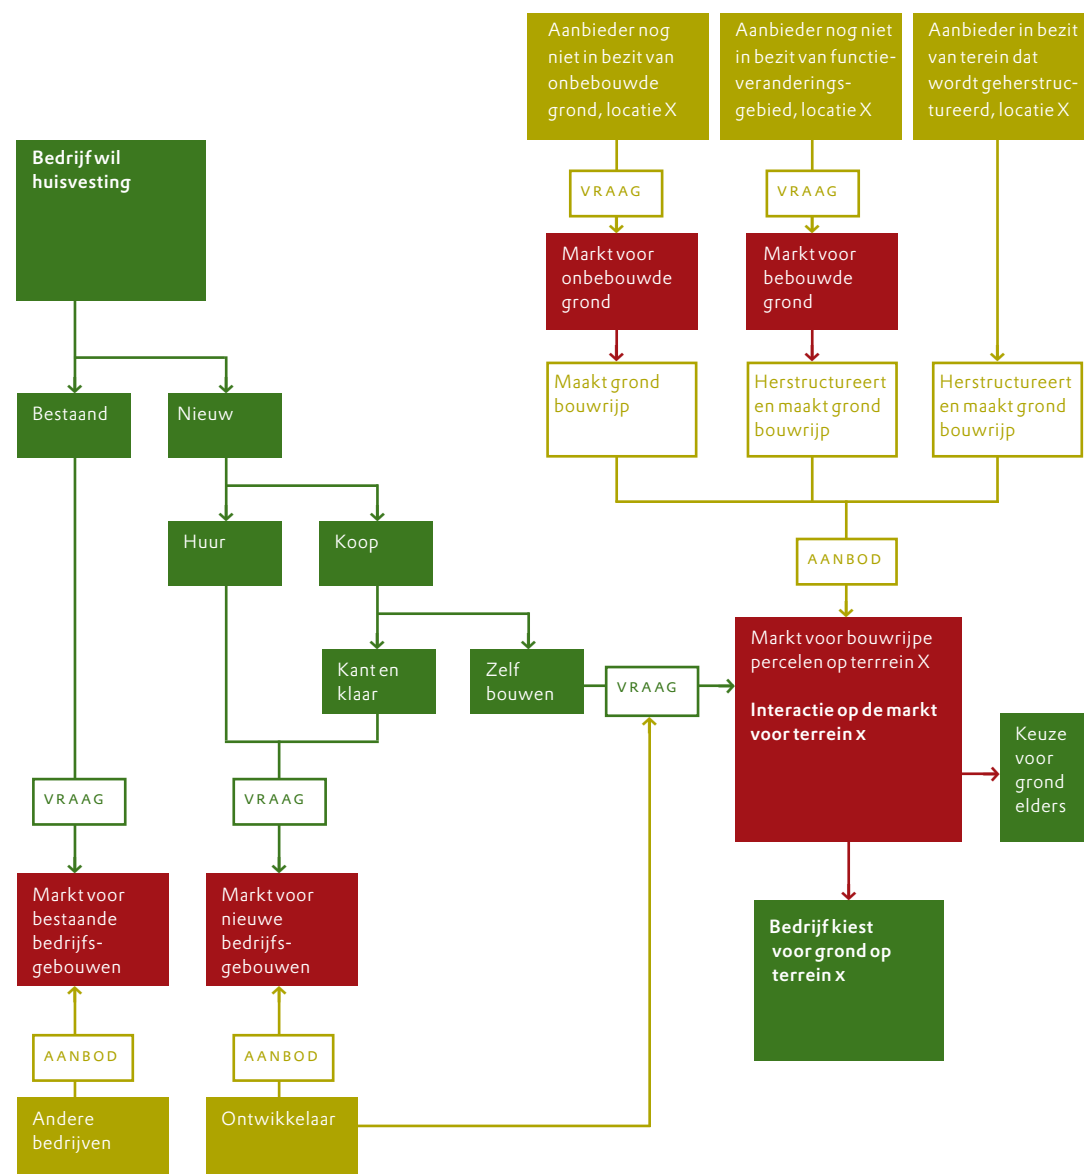 Aanbieder nog
niet in bezit van
onbebouwde
grond, locatie X
Aanbieder nog niet
in bezit van functie-
veranderings-
gebied, locatie X
Aanbieder in bezit
van terein dat
wordt geherstruc-
tureerd, locatie X
Bedrijf wil
huisvesting
VRAAG
VRAAG
Markt voor
onbebouwde
grond
Markt voor
bebouwde
grond
Maakt grond
bouwrijp
Herstructureert
en maakt grond
bouwrijp
Herstructureert
en maakt grond
bouwrijp
Bestaand
Nieuw
Huur
Koop
AANBOD
Kant en
klaar
Zelf
bouwen
VRAAG
Markt voor bouwrijpe
percelen op terrrein X
Interactie op de markt
voor terrein x
Keuze
voor
grond
elders
VRAAG
VRAAG
Markt voor
bestaande
bedrijfs-
gebouwen
Markt voor
nieuwe
bedrijfs-
gebouwen
Bedrijf kiest
voor grond op
terrein x
AANBOD
AANBOD
Andere
bedrijven
Ontwikkelaar